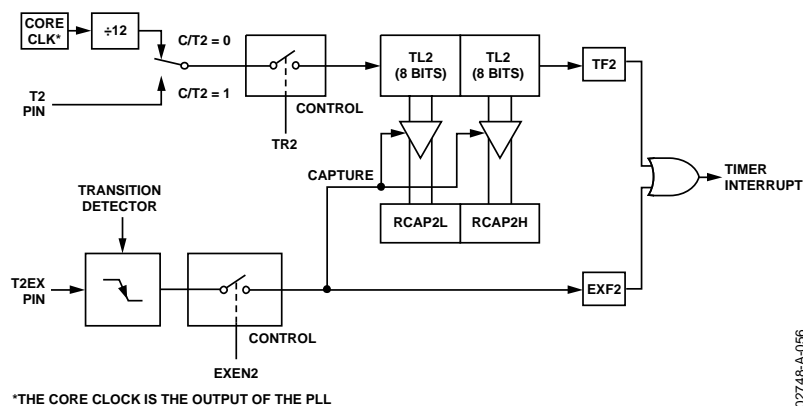 CORE
CLK*
÷12
C/T2 = 0
C/T2 = 1
T2
PIN
CONTROL
TR2
TL2
(8 BITS)
TL2
(8 BITS)
TF2
CAPTURE
TIMER
INTERRUPT
TRANSITION
DETECTOR
RCAP2L
RCAP2H
T2EX
PIN
EXF2
CONTROL
EXEN2
*THE CORE CLOCK IS THE OUTPUT OF THE PLL
02748-A-056